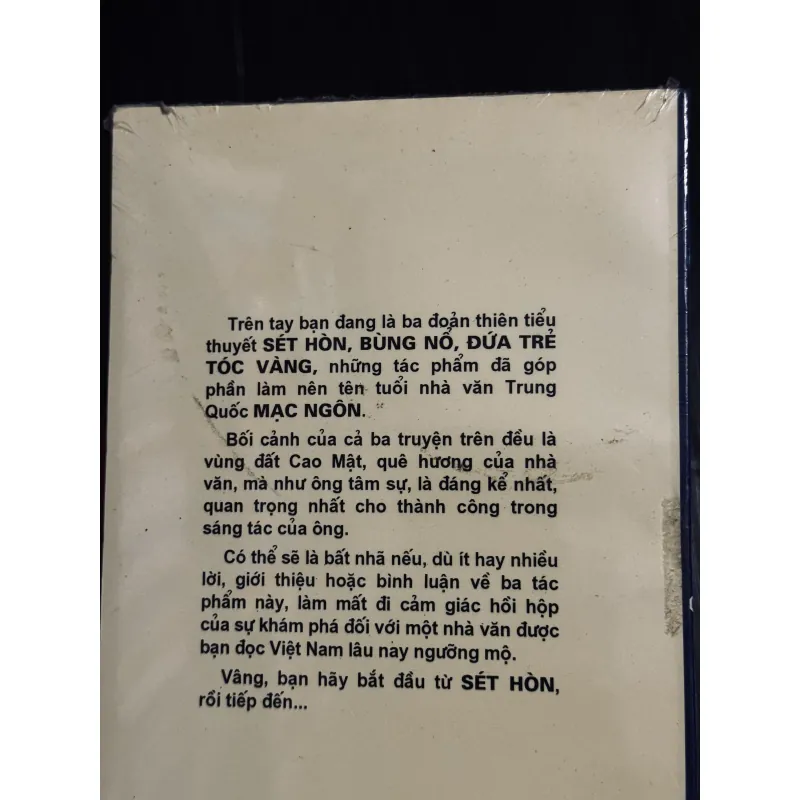 Trên tay bạn đang là ba đoản thiên tiểu
thuyết SÉT HÒN, BÙNG NỔ, ĐỨA TRẺ
TÓC VÀNG, những tác phẩm đã góp
phần làm nên tên tuổi nhà văn Trung
Quốc MẠC NGÔN.
Bối cảnh của cả ba truyện trên đều là
vùng đất Cao Mật, quê hương của nhà
văn, mà như ông tâm sự, là đáng kể nhất,
quan trọng nhất cho thành công trong
sáng tác của ông.
Có thể sẽ là bất nhã nếu, dù ít hay nhiều
lời, giới thiệu hoặc bình luận về ba tác
phẩm này, làm mất đi cảm giác hồi hộp
của sự khám phá đối với một nhà văn được
bạn đọc Việt Nam lâu nay ngưỡng mộ.
Vâng, bạn hãy bắt đầu từ SÉT HÒN,
rồi tiếp đến...